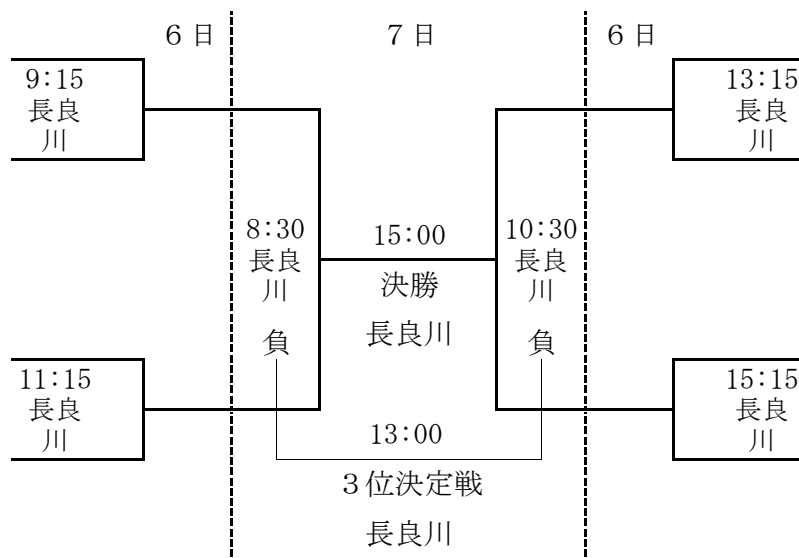 ６日
７日
６日
9:15
長良
川
13:15
長良
川
8:30
長良
川
負
15:00
決勝
長良川
10:30
長良
川
負
11:15
長良
川
15:15
長良
川
13:00
３位決定戦
長良川